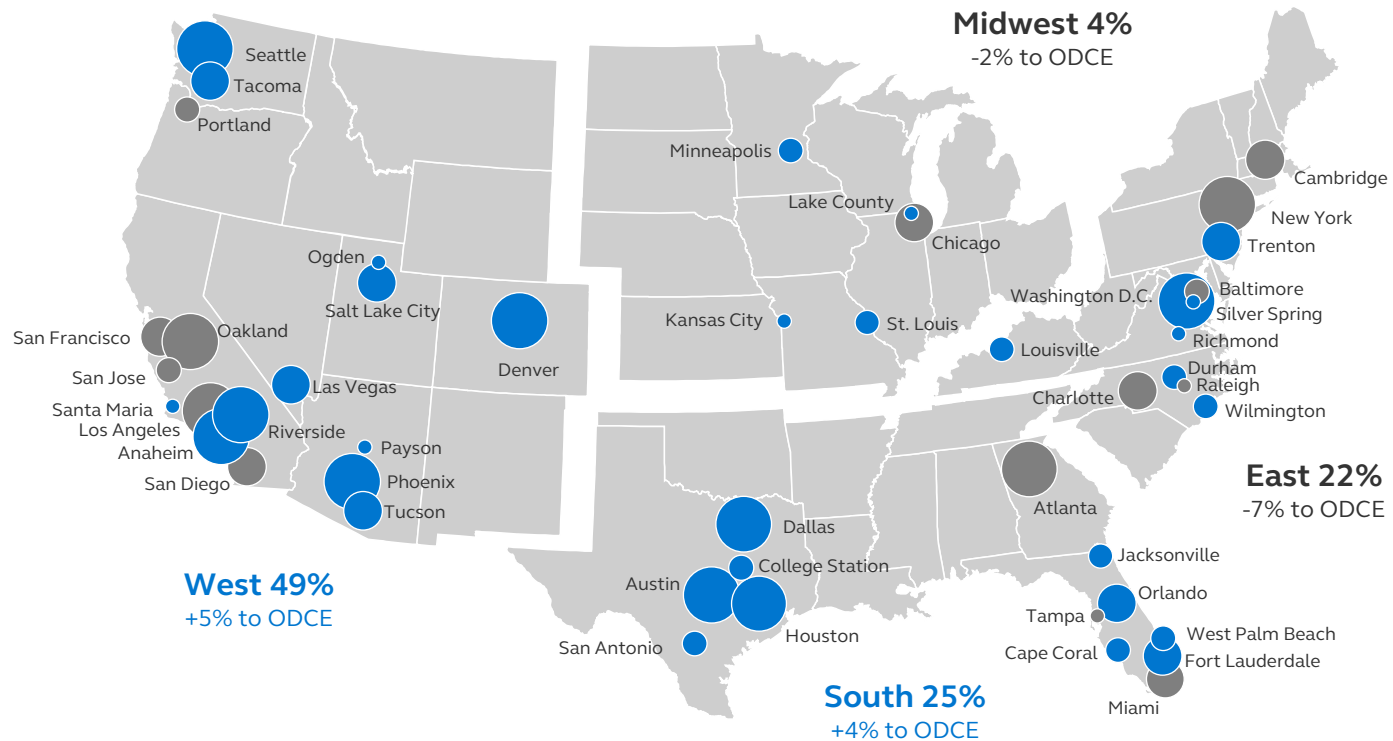 Midwest 4%
-2% to ODCE
Seattle
Tacoma
Portland
Minneapolis
Lake County
Chicago
Cambridge
New York
Trenton
Ogden
Salt Lake City
Denver
Kansas City
St. Louis
Washington D.C.
Baltimore
Silver Spring
Richmond
Louisville
Durham
Raleigh
Charlotte
Wilmington
San Francisco
Oakland
San Jose
Las Vegas
Santa Maria
Los Angeles
Riverside
Anaheim
San Diego
Payson
Phoenix
Tucson
East 22%
-7% to ODCE
Atlanta
Dallas
College Station
Austin
Houston
San Antonio
Jacksonville
Orlando
Tampa
West Palm Beach
Cape Coral
Fort Lauderdale
Miami
West 49%
+5% to ODCE
South 25%
+4% to ODCE